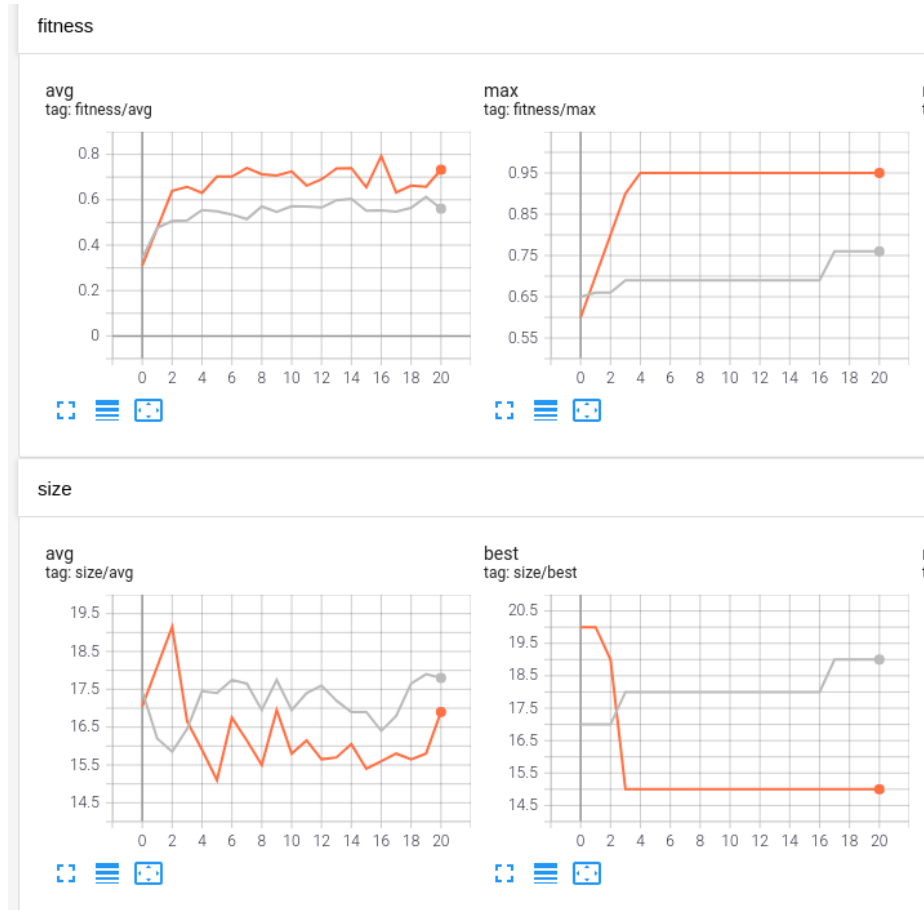 fitness
avg
tag: fitness/avg
0.8
0.6
0.4
0.2
0
0 2 4 6 8 10 12 14 16 18 20
max
tag: fitness/max
0.95
0.85
0.75
0.65
0.55
0 2 4 6 8 10 12 14 16 18 20
size
avg
tag: size/avg
19.5
18.5
17.5
16.5
15.5
14.5
0 2 4 6 8 10 12 14 16 18 20
best
tag: size/best
20.5
19.5
18.5
17.5
16.5
15.5
14.5
0 2 4 6 8 10 12 14 16 18 20